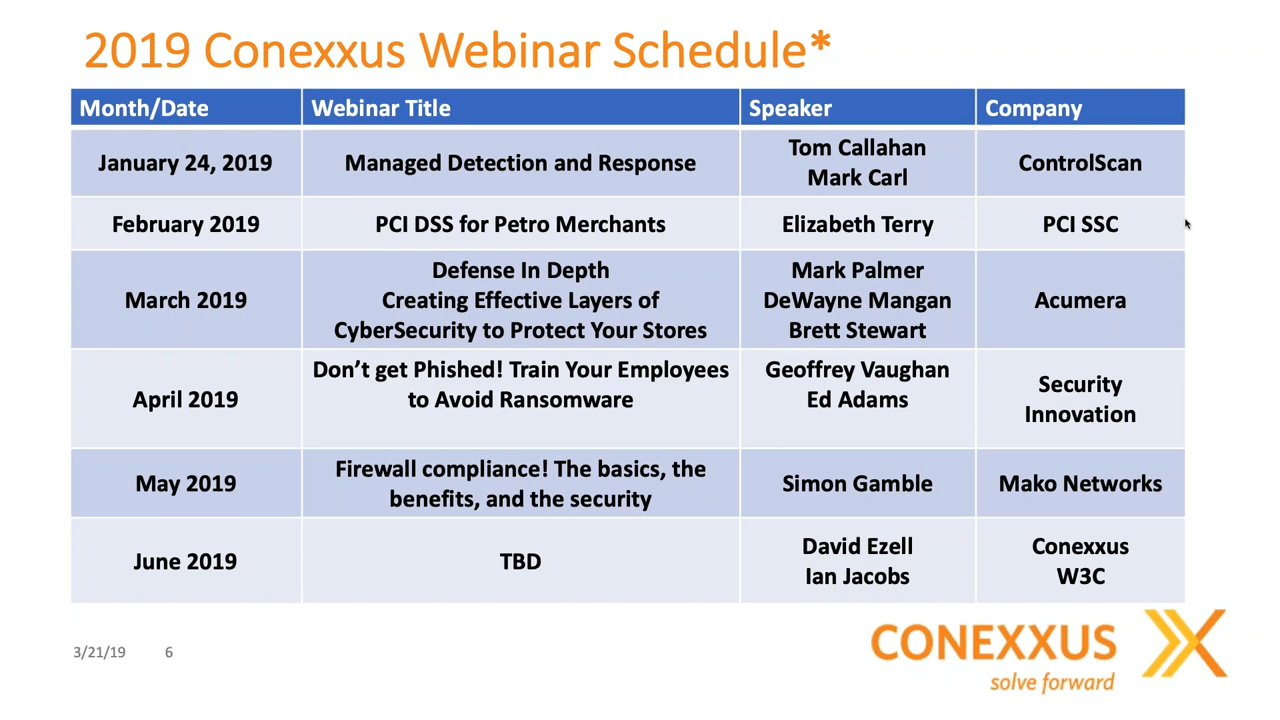 2019 Conexxus Webinar Schedule*
Month/Date
Webinar Title
Speaker
Company
January 24, 2019
Managed Detection and Response
Tom Callahan
Mark Carl
ControlScan
February 2019
PCI DSS for Petro Merchants
Elizabeth Terry
PCI SSC
March 2019
Defense In Depth
Creating Effective Layers of
CyberSecurity to Protect Your Stores
Mark Palmer
DeWayne Mangan
Brett Stewart
Acumera
April 2019
Don't get Phished! Train Your Employees
to Avoid Ransomware
Geoffrey Vaughan
Ed Adams
Security
Innovation
May 2019
Firewall compliance! The basics, the
benefits, and the security
Simon Gamble
Mako Networks
June 2019
TBD
David Ezell
Ian Jacobs
Conexxus
W3C
3/21/19
6
CONEXXUS
solve forward